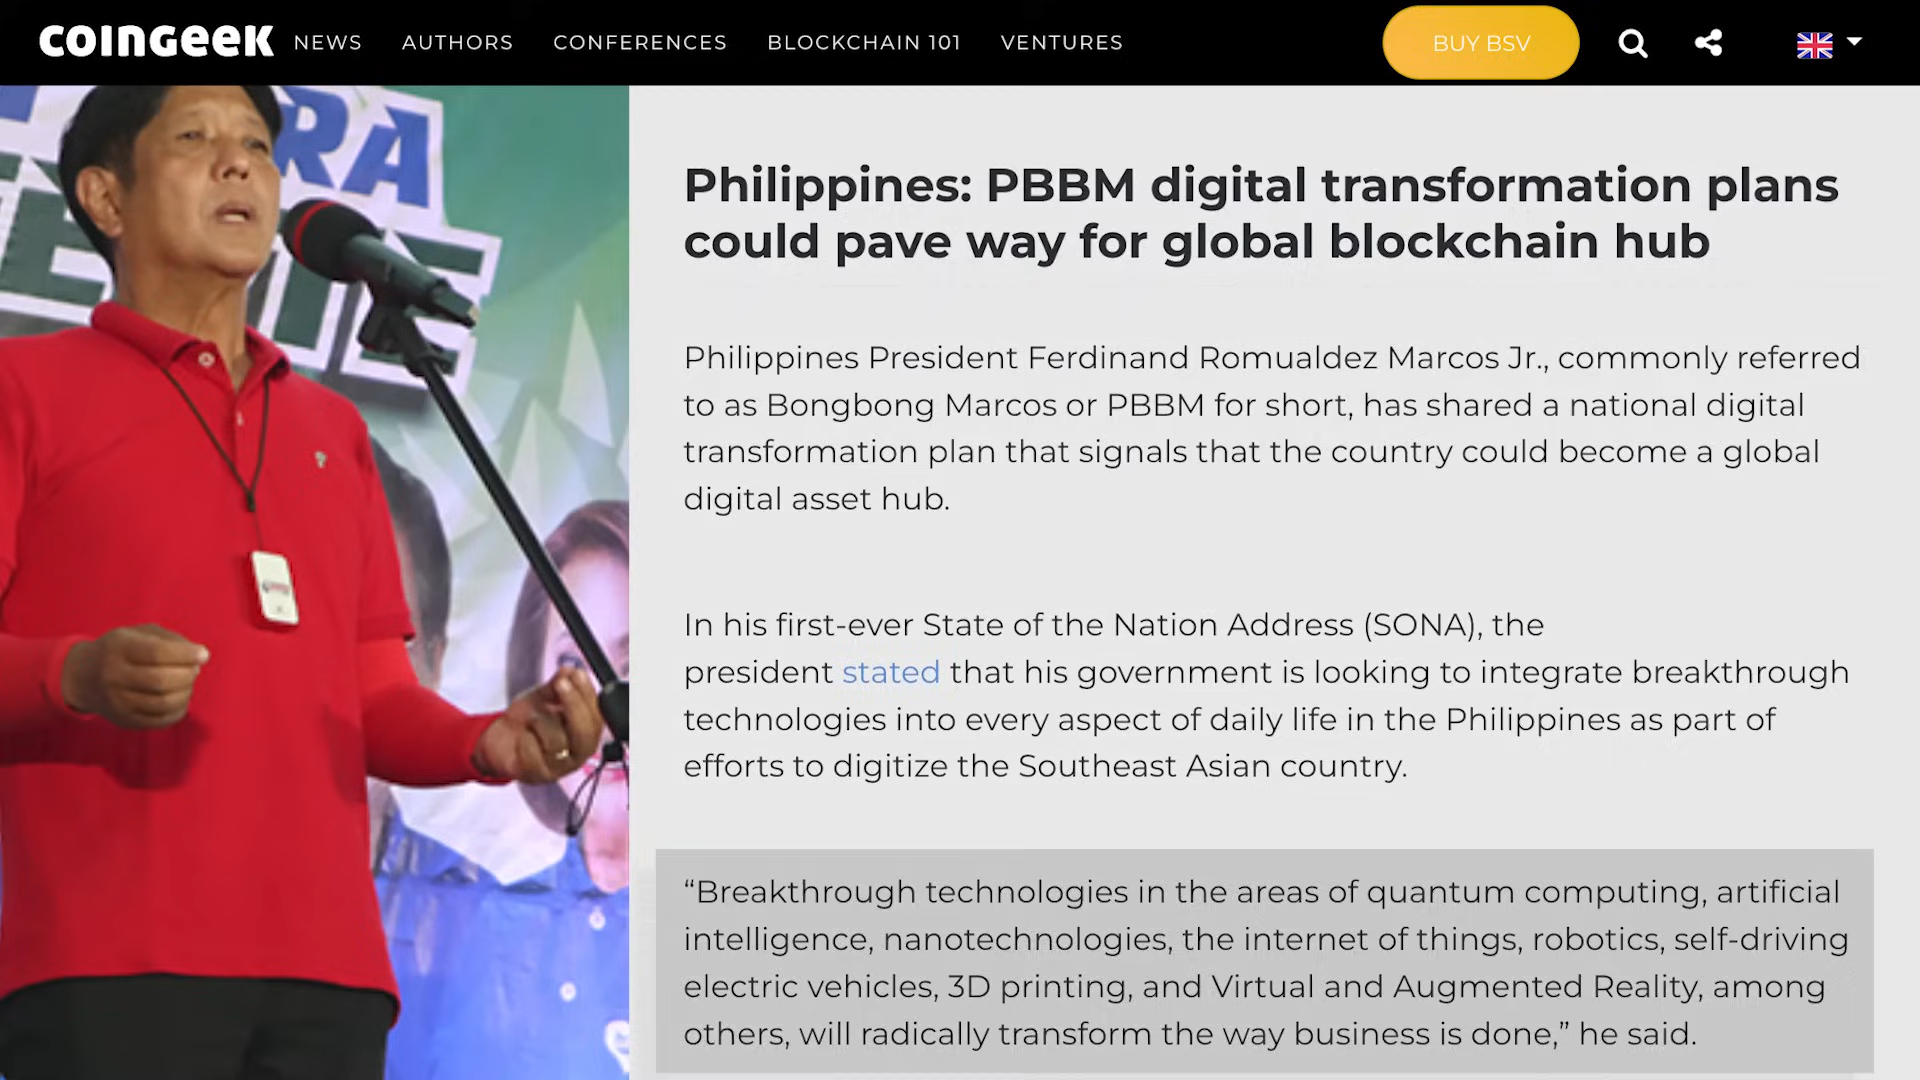 COINGEEK NEWS AUTHORS CONFERENCES BLOCKCHAIN 101 VENTURES BUY BSV
RA
Philippines: PBBM digital transformation plans
could pave way for global blockchain hub
Philippines President Ferdinand Romualdez Marcos Jr., commonly referred
to as Bongbong Marcos or PBBM for short, has shared a national digital
transformation plan that signals that the country could become a global
digital asset hub.
In his first-ever State of the Nation Address (SONA), the
president stated that his government is looking to integrate breakthrough
technologies into every aspect of daily life in the Philippines as part of
efforts to digitize the Southeast Asian country.
“Breakthrough technologies in the areas of quantum computing, artificial
intelligence, nanotechnologies, the internet of things, robotics, self-driving
electric vehicles, 3D printing, and Virtual and Augmented Reality, among
others, will radically transform the way business is done,” he said.